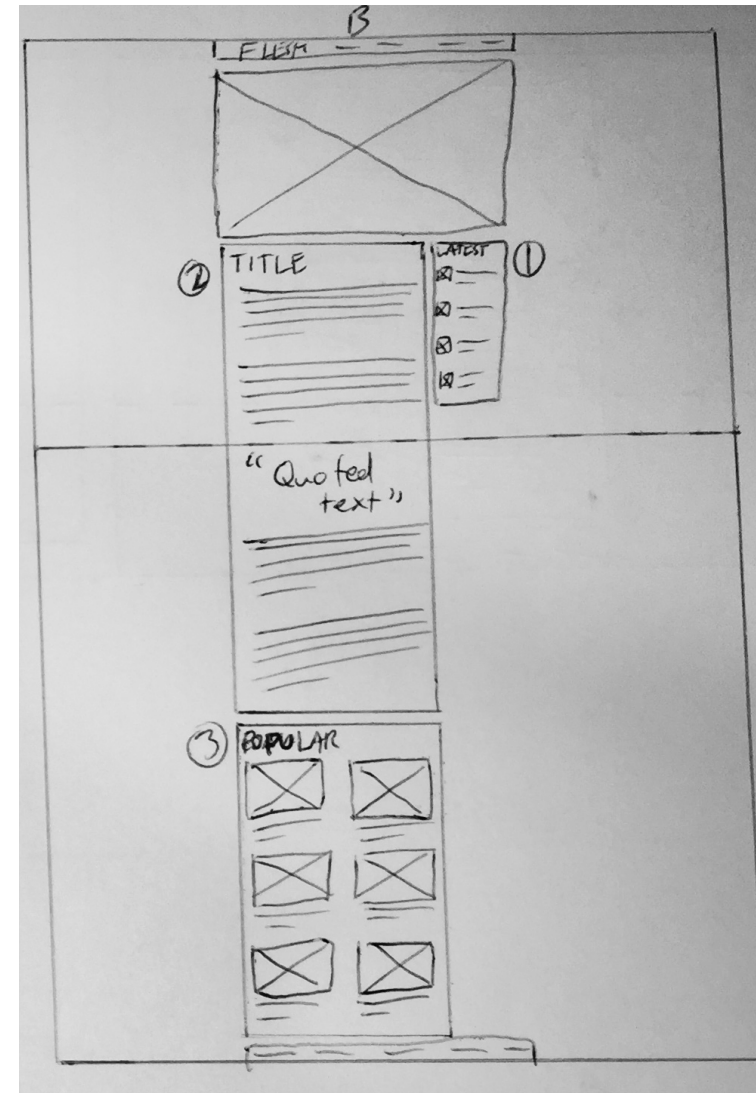 B
FLESH
TITLE
②
LATEST
①
“Quoted
text”
③
POPULAR